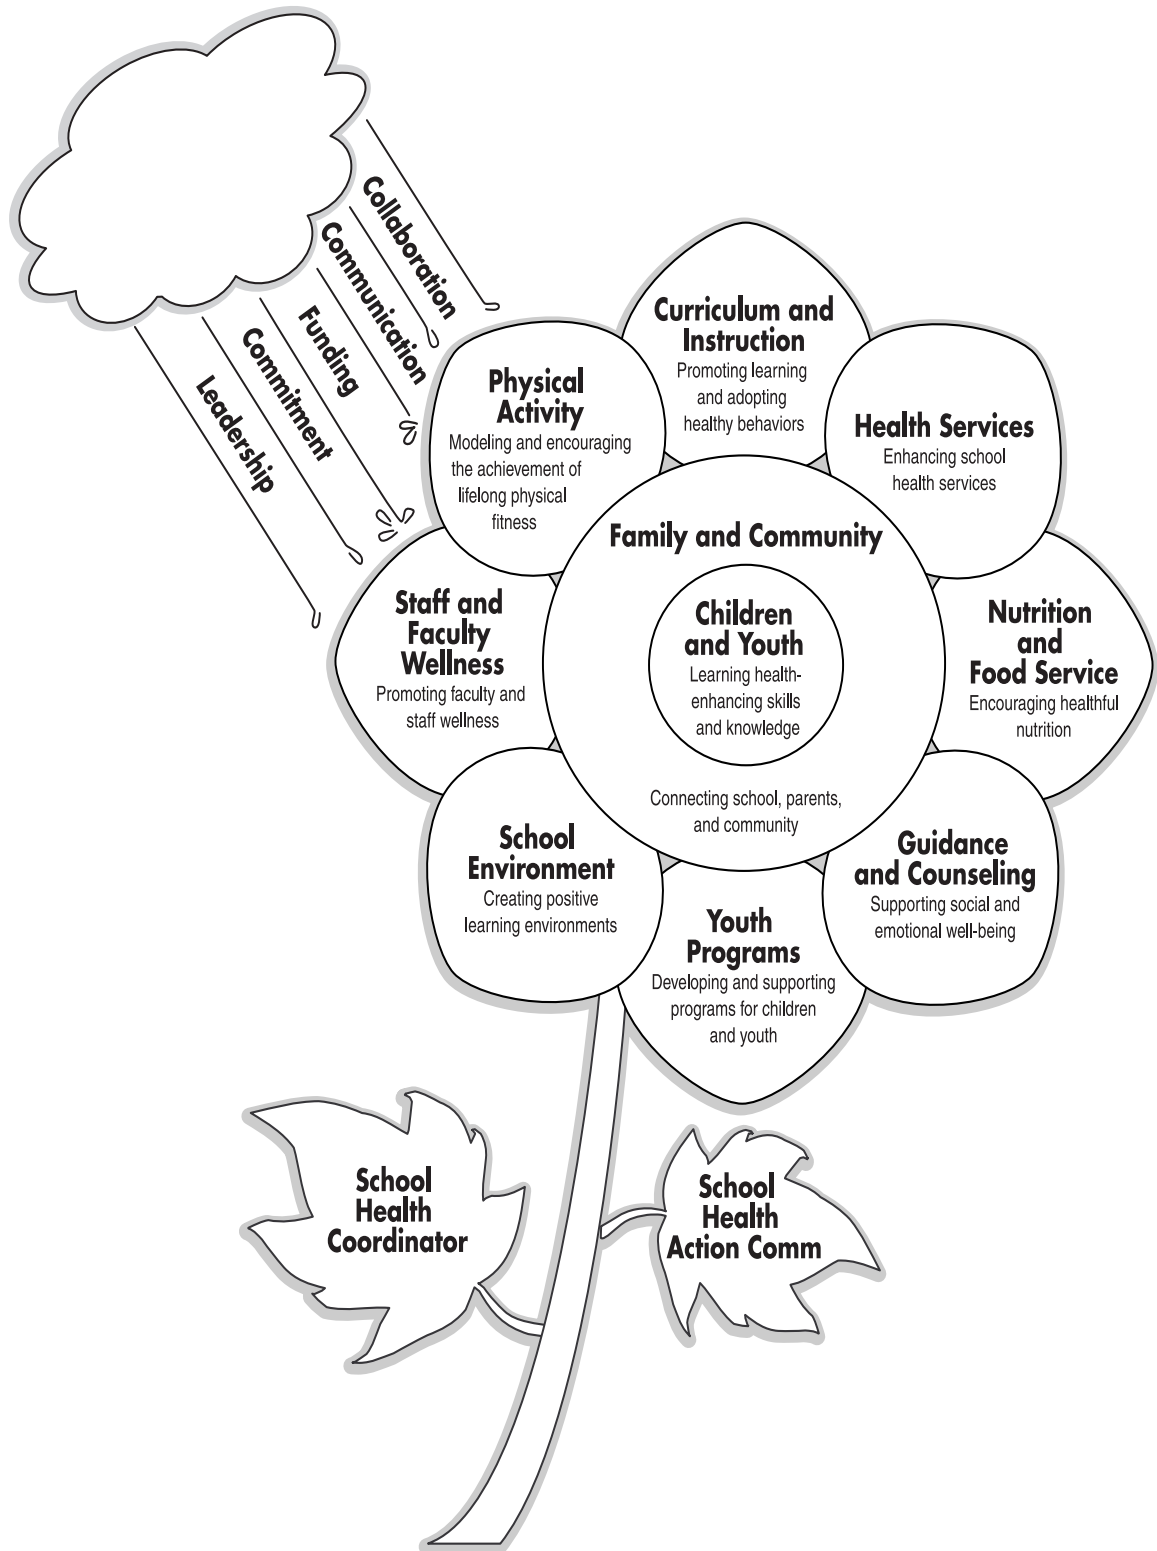 Collaboration
Communication
Funding
Commitment
Leadership
Curriculum and
Instruction
Promoting learning
and adopting
healthy behaviors
Physical
Activity
Modeling and encouraging
the achievement of
lifelong physical
fitness
Health Services
Enhancing school
health services
Family and Community
Children
and Youth
Learning health-
enhancing skills
and knowledge
Connecting school, parents,
and community
Staff and
Faculty
Wellness
Promoting faculty and
staff wellness
Nutrition
and
Food Service
Encouraging healthful
nutrition
School
Environment
Creating positive
learning environments
Guidance
and Counseling
Supporting social and
emotional well-being
Youth
Programs
Developing and supporting
programs for children
and youth
School
Health
Coordinator
School
Health
Action Comm